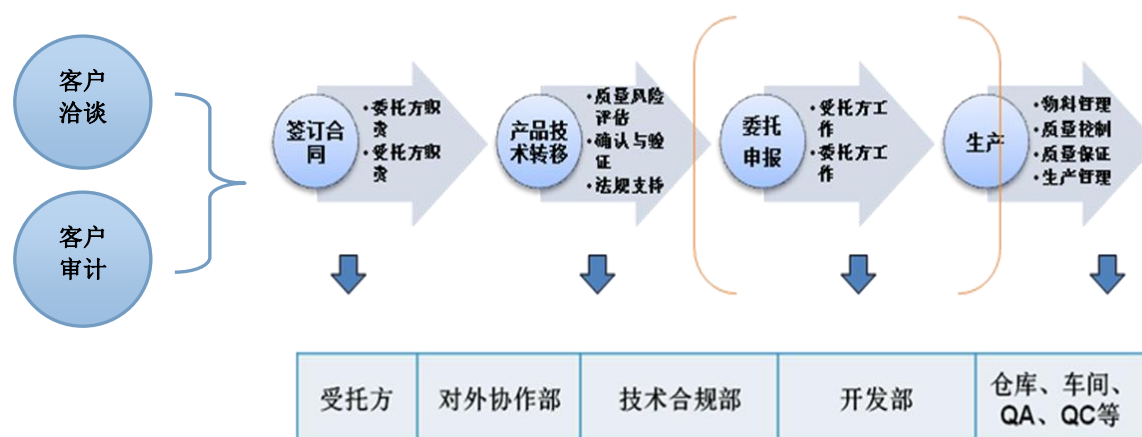 客户
洽谈
客户
审计
签订合
同
•委托方职
责
•受托方职
责
产品技
术转移
•质量风险
评估
•确认与验
证
•法规支持
委托
申报
•受托方工
作
•委托方工
作
生产
•物料管理
•质量控制
•质量保证
•生产管理
受托方
对外协作部
技术合规部
开发部
仓库、车间、
QA、QC等